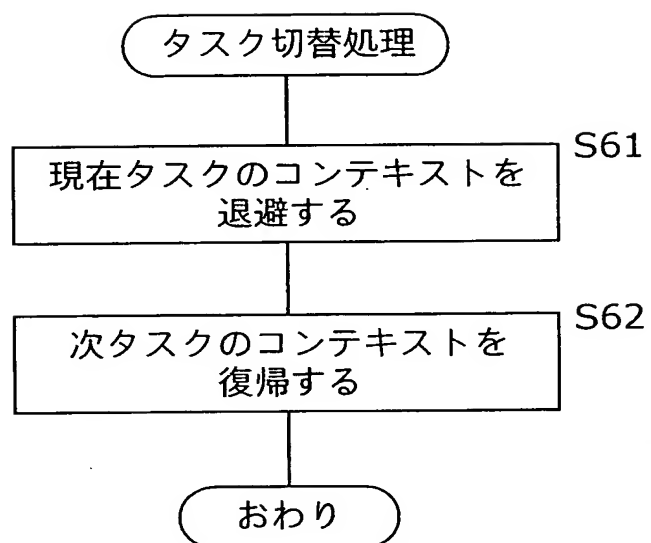 タスク切替処理
S61
現在タスクのコンテキストを
退避する
S62
次タスクのコンテキストを
復帰する
おわり